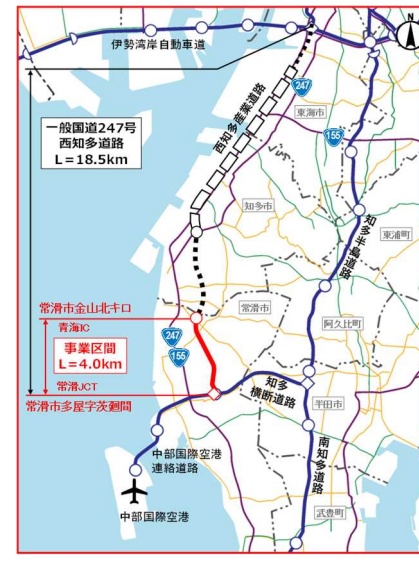 伊勢湾岸自動車道
N
247
西知多産業道路
東海市
一般国道247号
西知多道路
L=18.5km
155
知多市
東浦町
知多半島道路
常滑市金山北キロ
青海IC
常滑市
阿久比町
事業区間
L=4.0km
247
155
常滑JCT
知多
横断道路
常滑市多屋字茨廻間
半田市
中部国際空港
連絡道路
南知多道路
中部国際空港
武豊町